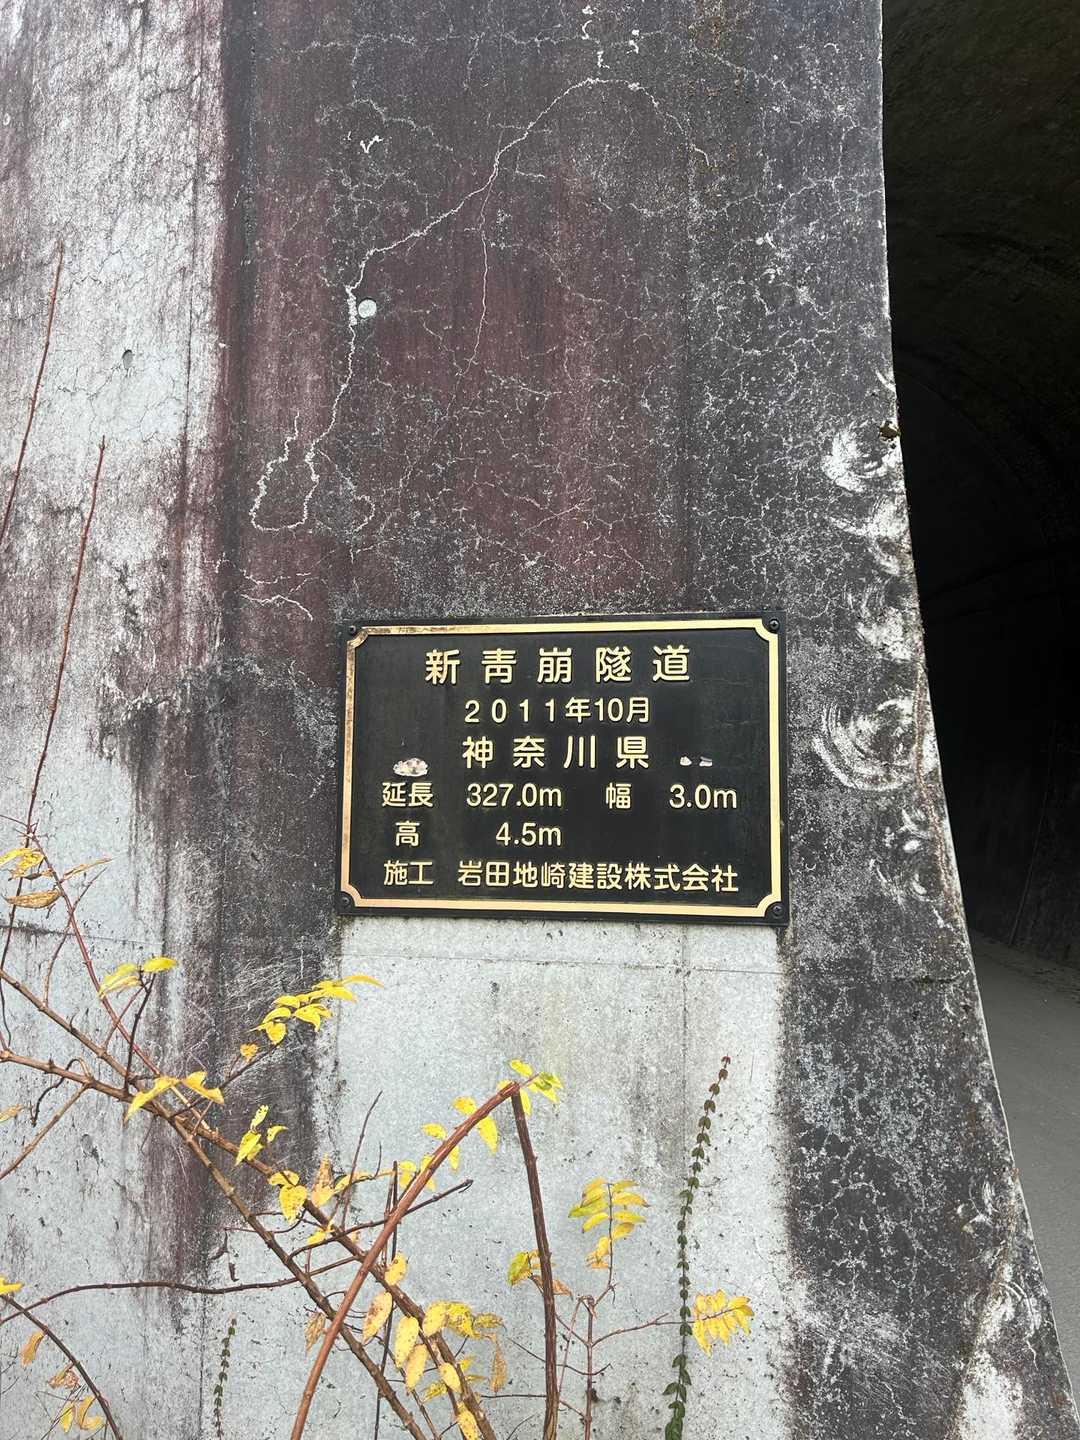 新青崩隧道
2011年10月
神奈川県
延長 327.0m 幅 3.0m
高 4.5m
施工 岩田地崎建設株式会社